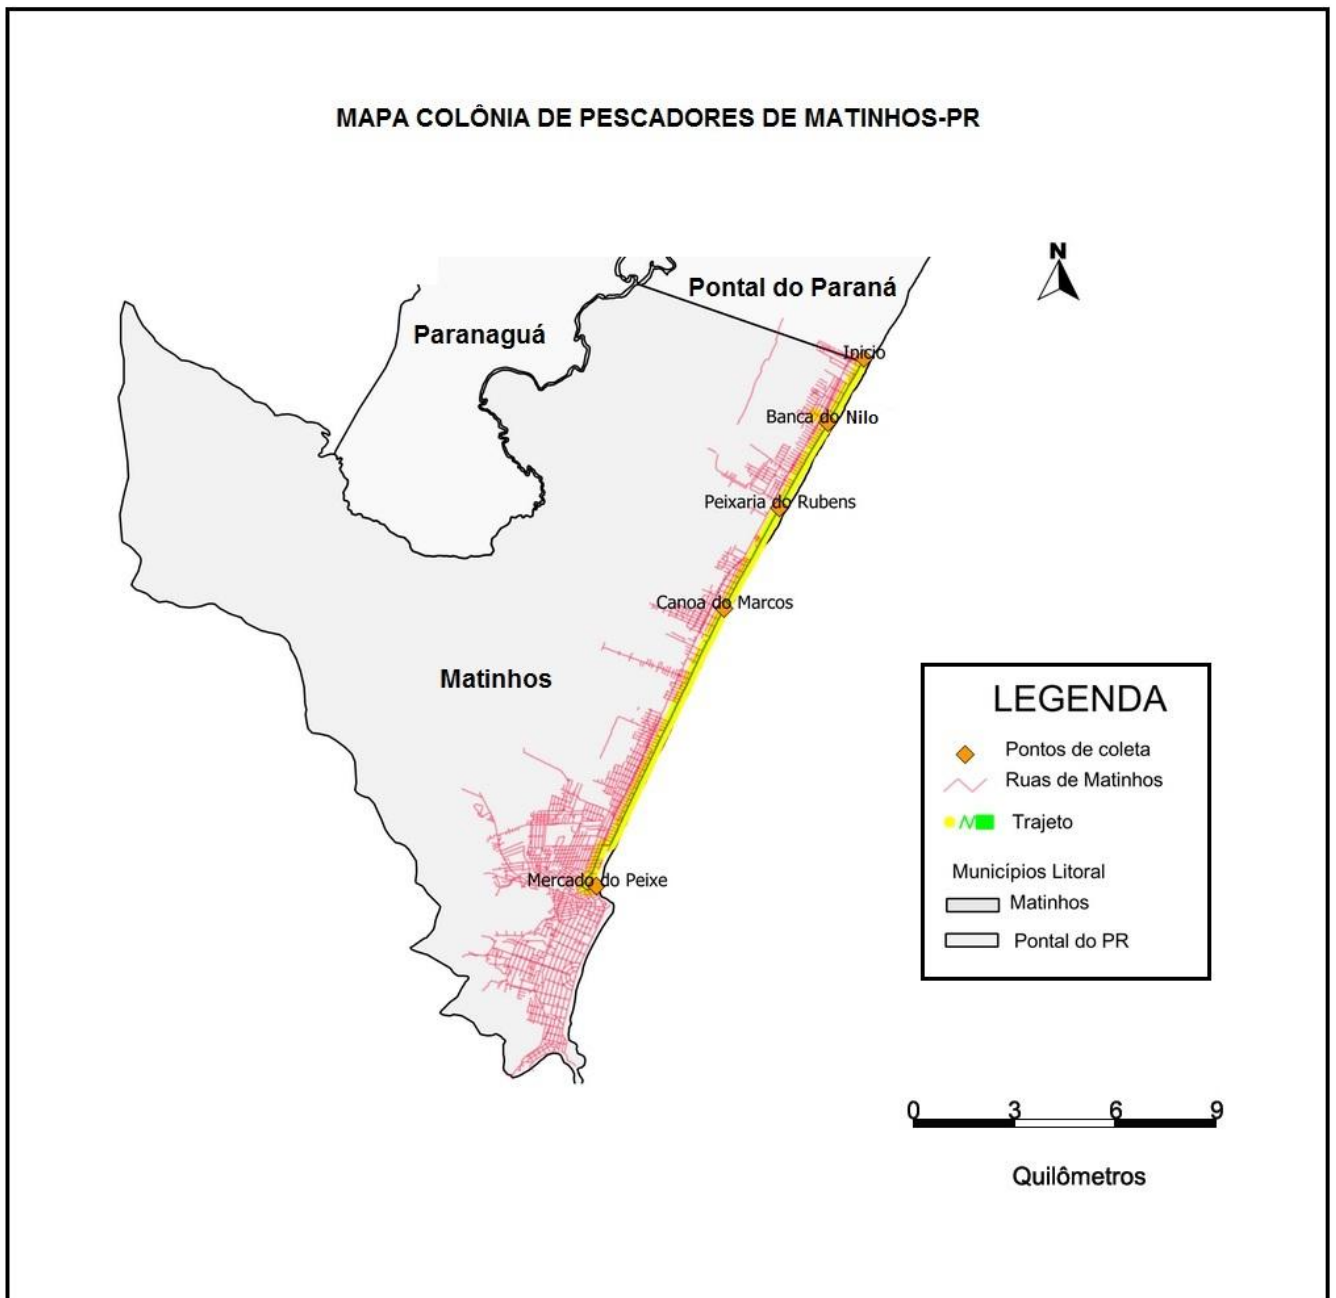 MAPA COLÔNIA DE PESCADORES DE MATINHOS-PR
N
Pontal do Paraná
Paranaguá
Inicio
Banca do Nilo
Peixaria do Rubens
Canoa do Marcos
Matinhos
Mercado do Peixe
LEGENDA
Pontos de coleta
Ruas de Matinhos
Trajeto
Municípios Litoral
Matinhos
Pontal do PR
0 3 6 9
Quilômetros